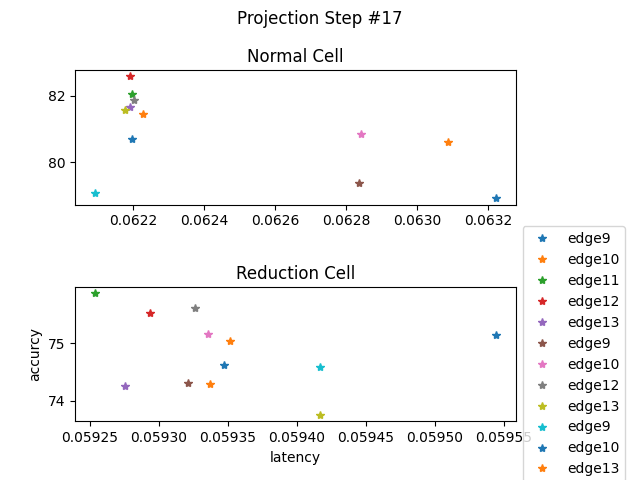 Projection Step #17
Normal Cell
82
80
0.0622 0.0624 0.0626 0.0628 0.0630 0.0632
Reduction Cell
accurcy
75
74
0.05925 0.05930 0.05935 0.05940 0.05945 0.05950 0.05955
latency
edge9
edge10
edge11
edge12
edge13
edge9
edge10
edge12
edge13
edge9
edge10
edge13